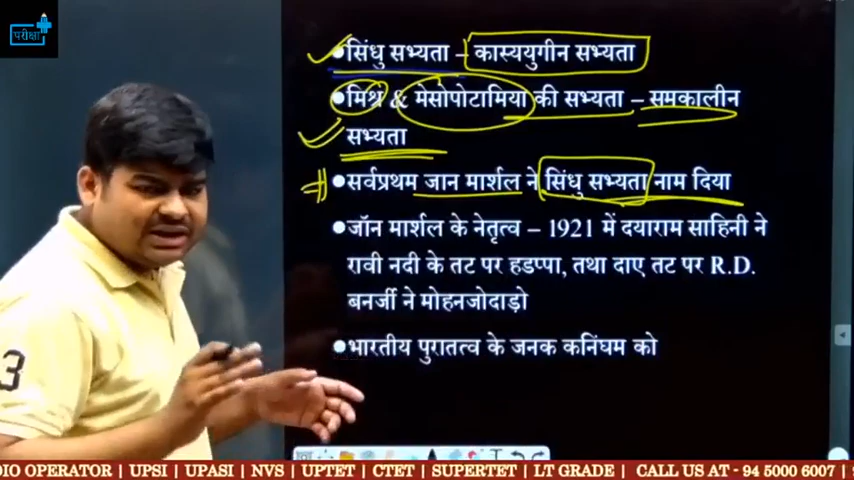 परीक्षा
●सिंधु सभ्यता – कास्ययुगीन सभ्यता
●मिश्र & मेसोपोटामिया की सभ्यता – समकालीन
सभ्यता
●सर्वप्रथम जान मार्शल ने सिंधु सभ्यता नाम दिया
●जॉन मार्शल के नेतृत्व – 1921 में दयाराम साहिनी ने
रावी नदी के तट पर हडप्पा, तथा दाए तट पर R.D.
बनर्जी ने मोहनजोदाड़ो
●भारतीय पुरातत्व के जनक कनिंघम को
3
DIO OPERATOR | UPSI | UPASI | NVS | UPTET | CTET | SUPERTET | LT GRADE | CALL US AT - 94 5000 6007 |